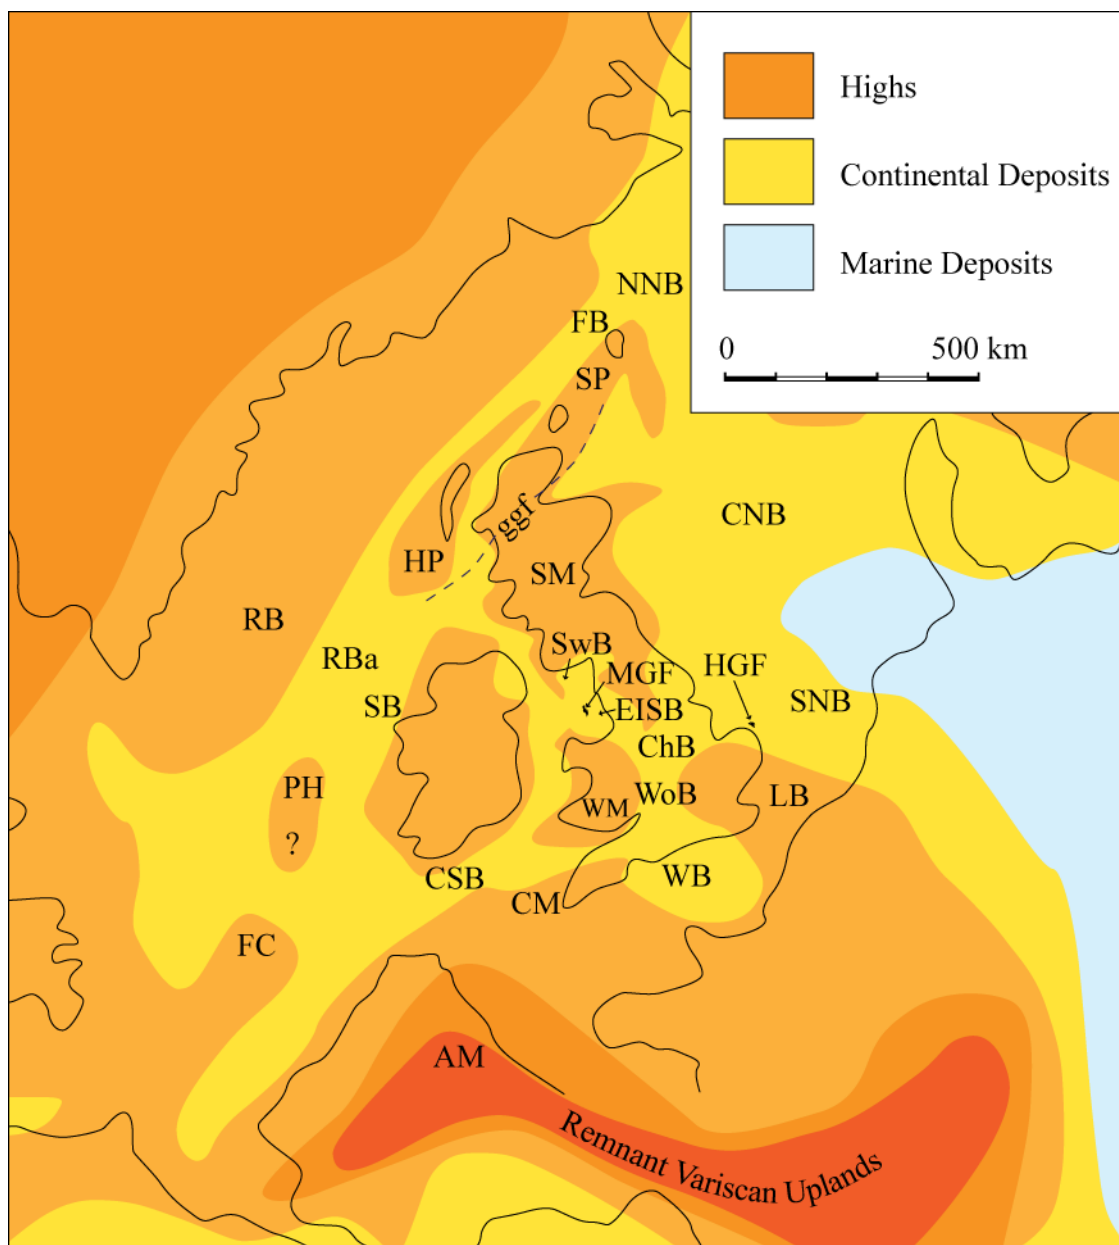 Highs
Continental Deposits
Marine Deposits
0 500 km
NNB
FB
SP
ggf
CNB
HP
SM
RB
SwB
RBa
MGF
HGF
SB
EISB
SNB
ChB
PH
WM
WoB
LB
?
CSB
WB
CM
FC
AM
Remnant Variscan Uplands